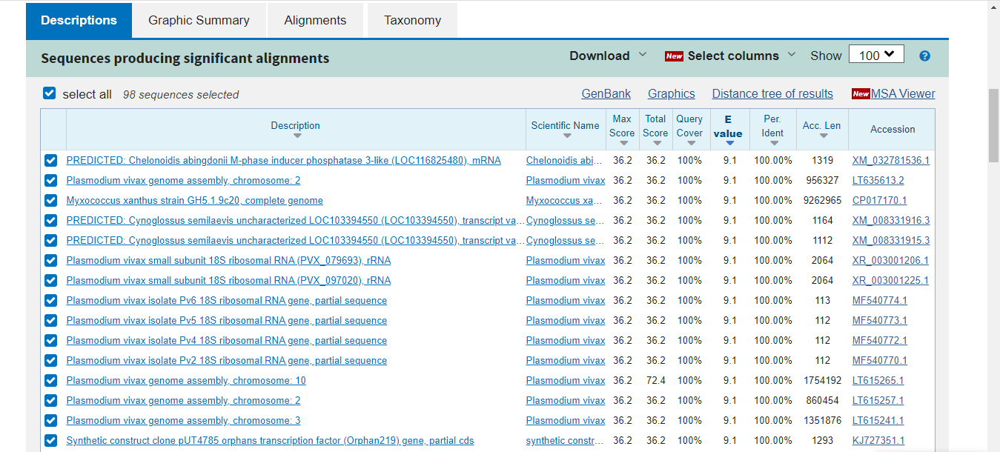 Descriptions Graphic Summary Alignments Taxonomy
Sequences producing significant alignments Download New Select columns Show 100 ?
select all 98 sequences selected GenBank Graphics Distance tree of results New MSA Viewer
Description Scientific Name Max Score Total Score Query Cover E value Per. Ident Acc. Len Accession
PREDICTED: Chelonoidis abingdonii M-phase inducer phosphatase 3-like (LOC116825480), mRNA Chelonoidis abi... 36.2 36.2 100% 9.1 100.00% 1319 XM_032781536.1
Plasmodium vivax genome assembly, chromosome: 2 Plasmodium vivax 36.2 36.2 100% 9.1 100.00% 956327 LT635613.2
Myxococcus xanthus strain GH5.1.9c20, complete genome Myxococcus xa... 36.2 36.2 100% 9.1 100.00% 9262965 CP017170.1
PREDICTED: Cynoglossus semilaevis uncharacterized LOC103394550 (LOC103394550), transcript va... Cynoglossus se... 36.2 36.2 100% 9.1 100.00% 1164 XM_008331916.3
PREDICTED: Cynoglossus semilaevis uncharacterized LOC103394550 (LOC103394550), transcript va... Cynoglossus se... 36.2 36.2 100% 9.1 100.00% 1112 XM_008331915.3
Plasmodium vivax small subunit 18S ribosomal RNA (PVX_079693), rRNA Plasmodium vivax 36.2 36.2 100% 9.1 100.00% 2064 XR_003001206.1
Plasmodium vivax small subunit 18S ribosomal RNA (PVX_097020), rRNA Plasmodium vivax 36.2 36.2 100% 9.1 100.00% 2064 XR_003001225.1
Plasmodium vivax isolate Pv6 18S ribosomal RNA gene, partial sequence Plasmodium vivax 36.2 36.2 100% 9.1 100.00% 113 MF540774.1
Plasmodium vivax isolate Pv5 18S ribosomal RNA gene, partial sequence Plasmodium vivax 36.2 36.2 100% 9.1 100.00% 112 MF540773.1
Plasmodium vivax isolate Pv4 18S ribosomal RNA gene, partial sequence Plasmodium vivax 36.2 36.2 100% 9.1 100.00% 112 MF540772.1
Plasmodium vivax isolate Pv2 18S ribosomal RNA gene, partial sequence Plasmodium vivax 36.2 36.2 100% 9.1 100.00% 112 MF540770.1
Plasmodium vivax genome assembly, chromosome: 10 Plasmodium vivax 36.2 72.4 100% 9.1 100.00% 1754192 LT615265.1
Plasmodium vivax genome assembly, chromosome: 2 Plasmodium vivax 36.2 36.2 100% 9.1 100.00% 860454 LT615257.1
Plasmodium vivax genome assembly, chromosome: 3 Plasmodium vivax 36.2 36.2 100% 9.1 100.00% 1351876 LT615241.1
Synthetic construct clone pUT4785 orphans transcription factor (Orphan219) gene, partial cds synthetic constr... 36.2 36.2 100% 9.1 100.00% 1293 KJ727351.1